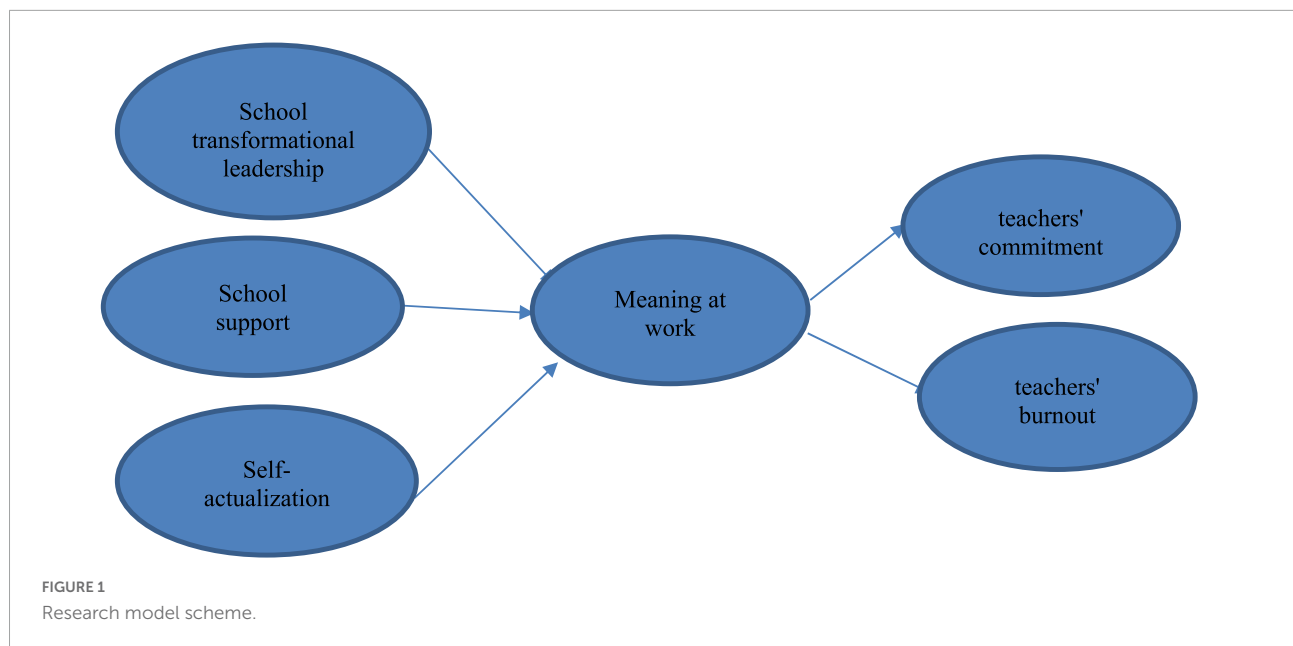 School
transformational
leadership
School
support
Self-
actualization
Meaning at
work
teachers'
commitment
teachers'
burnout
FIGURE 1
Research model scheme.